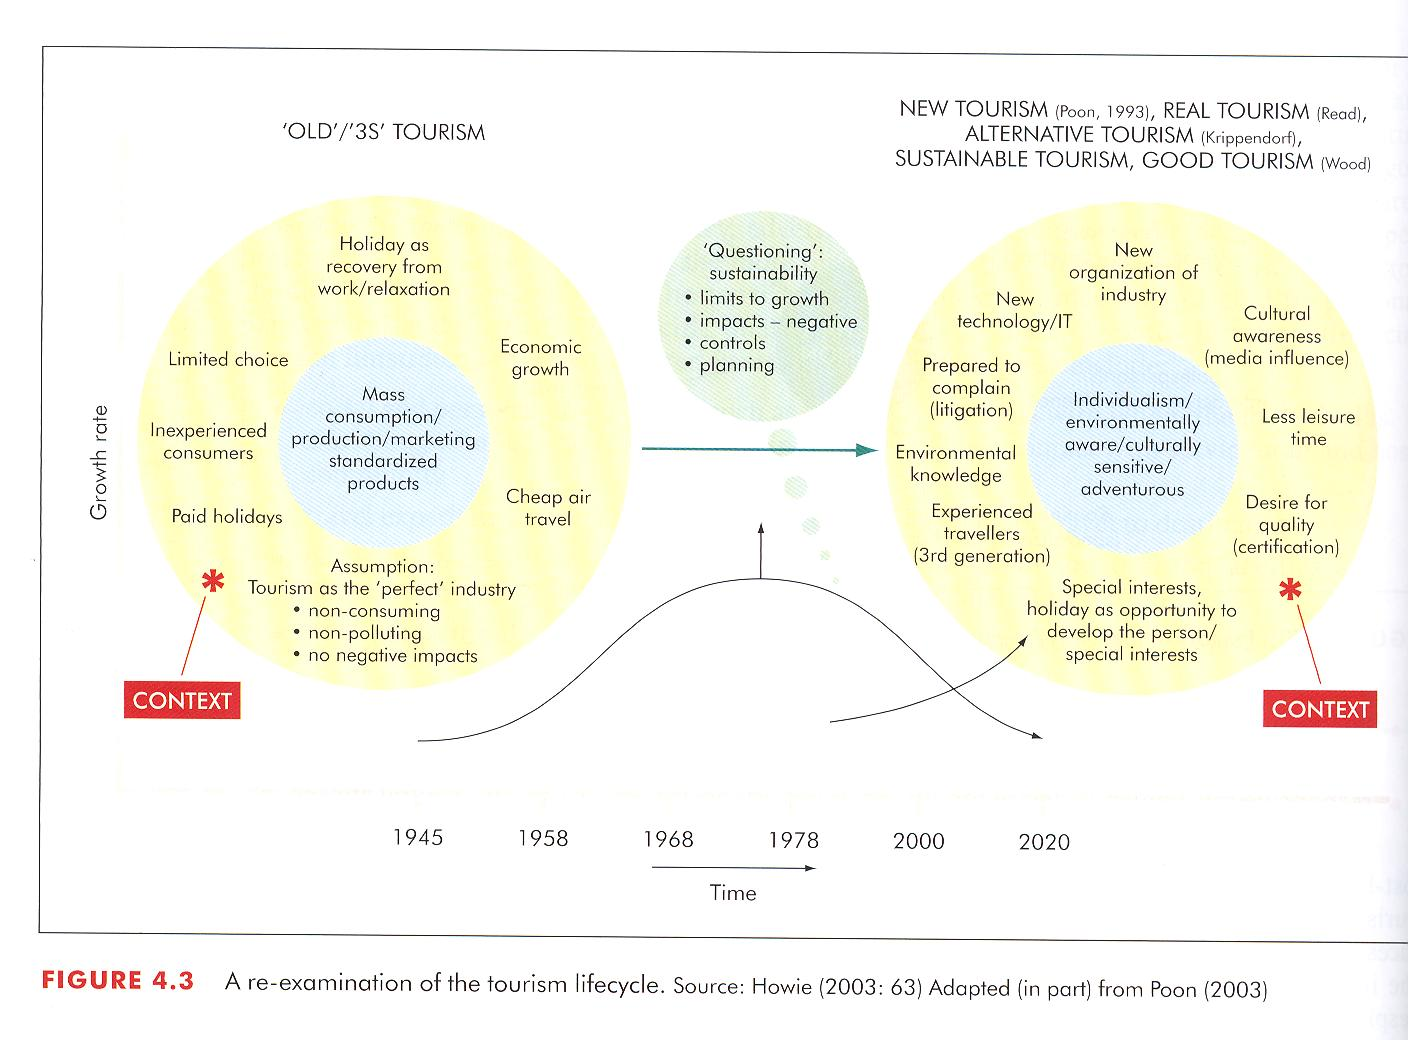 'OLD'/'3S' TOURISM
NEW TOURISM (Poon, 1993), REAL TOURISM (Read),
ALTERNATIVE TOURISM (Krippendorf),
SUSTAINABLE TOURISM, GOOD TOURISM (Wood)
Growth rate
Holiday as
recovery from
work/relaxation
Limited choice
Economic
growth
Inexperienced
consumers
Mass
consumption/
production/marketing
standardized
products
Paid holidays
Cheap air
travel
Assumption:
Tourism as the 'perfect' industry
• non-consuming
• non-polluting
• no negative impacts
*
CONTEXT
'Questioning':
sustainability
• limits to growth
• impacts – negative
• controls
• planning
New
organization of
industry
New
technology/IT
Cultural
awareness
(media influence)
Prepared to
complain
(litigation)
Individualism/
environmentally
aware/culturally
sensitive/
adventurous
Less leisure
time
Environmental
knowledge
Experienced
travellers
(3rd generation)
Desire for
quality
(certification)
Special interests,
holiday as opportunity to
develop the person/
special interests
*
CONTEXT
1945 1958 1968 1978 2000 2020
Time
FIGURE 4.3 A re-examination of the tourism lifecycle. Source: Howie (2003: 63) Adapted (in part) from Poon (2003)